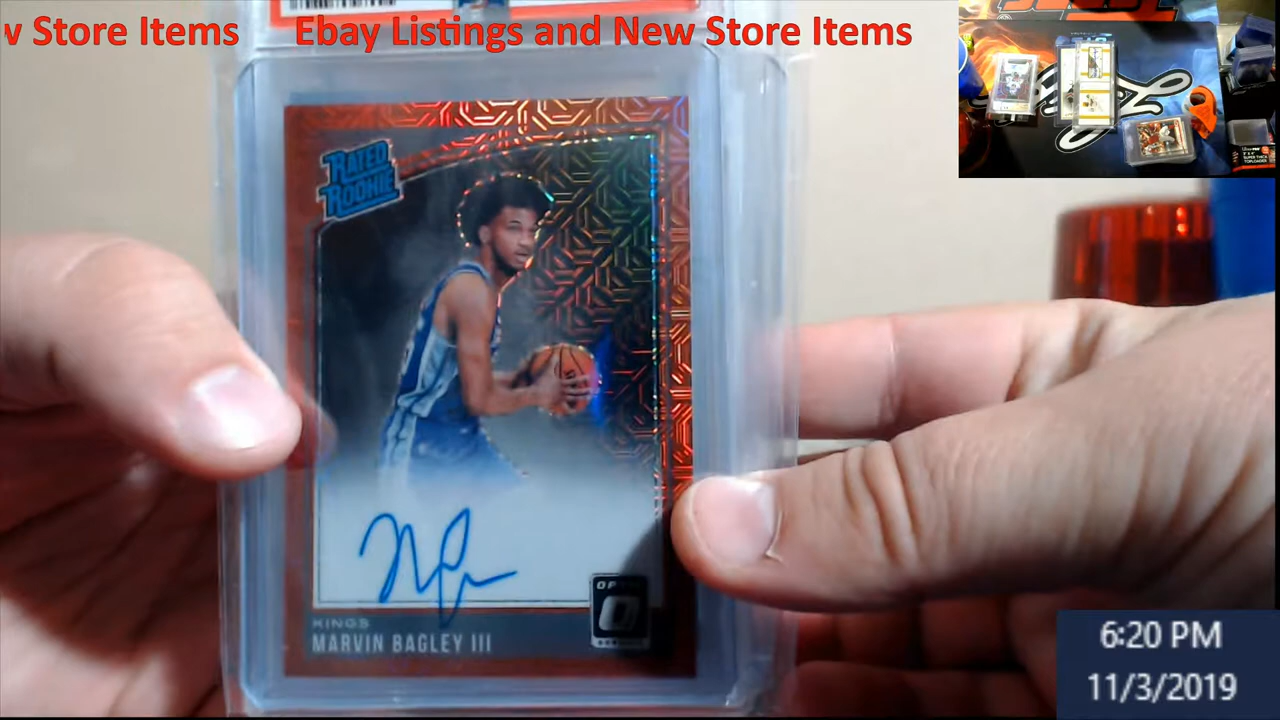 v Store Items Ebay Listings and New Store Items
RATED
ROOKIE
OPTIC
KINGS
MARVIN BAGLEY III
6:20 PM
11/3/2019